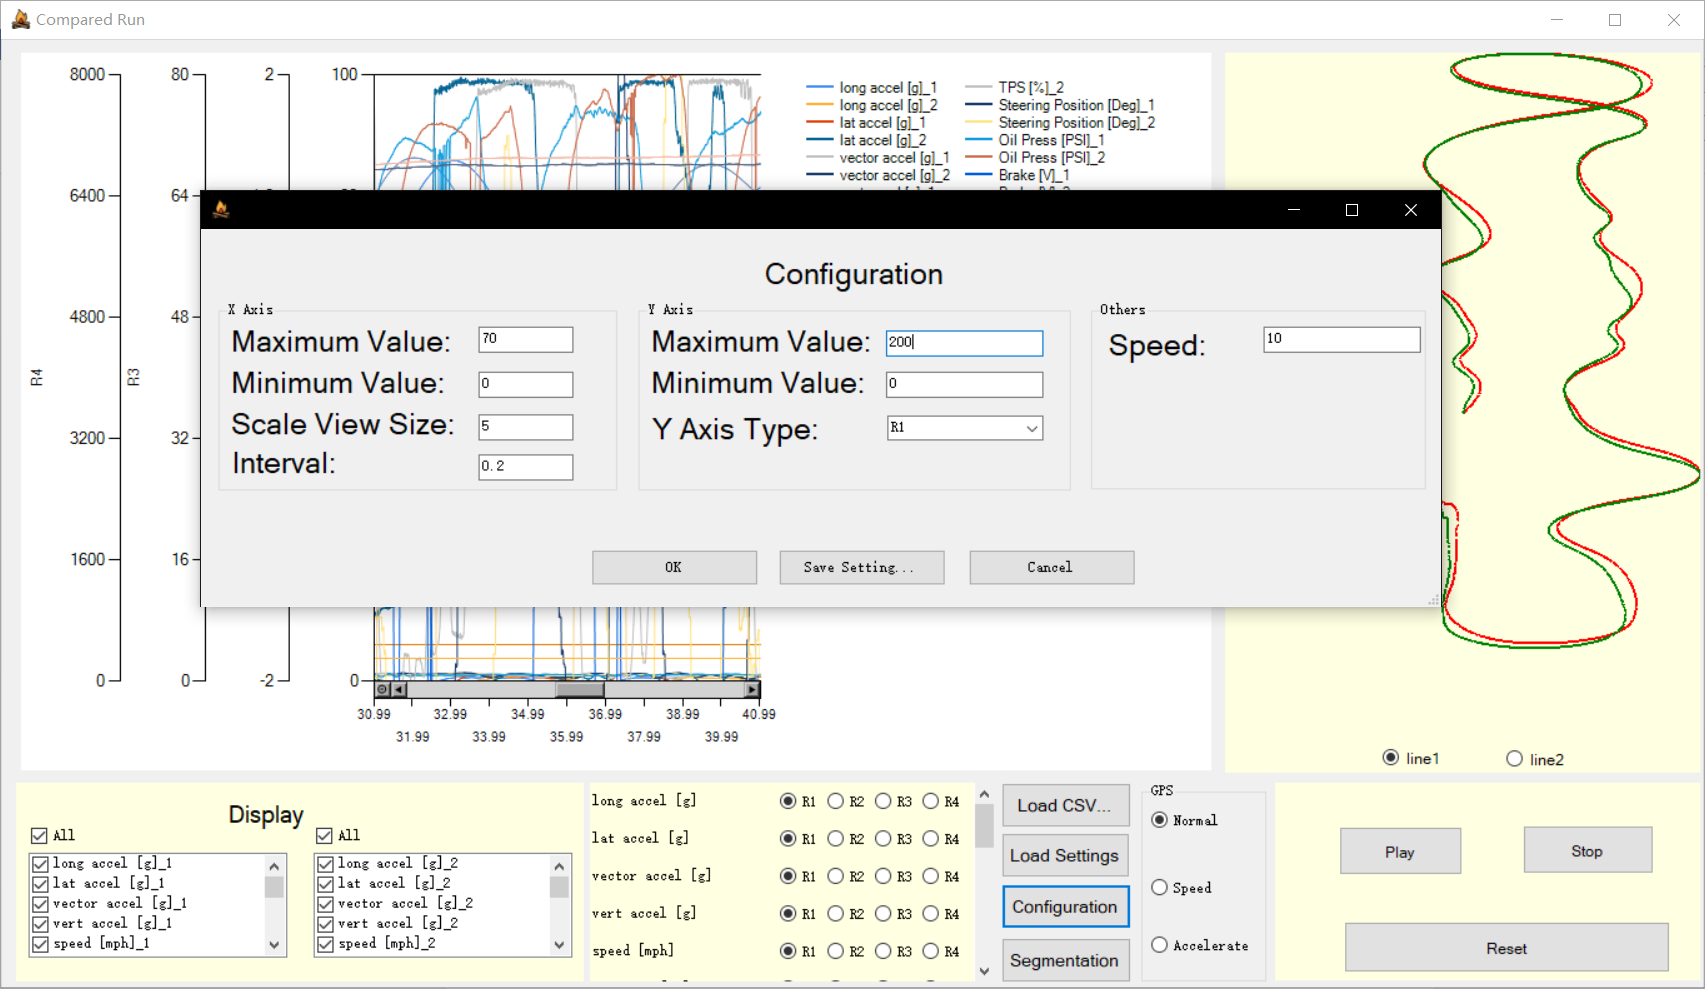 Compared Run
8000
80
2
100
long accel [g]_1
TPS [%]_2
long accel [g]_2
Steering Position [Deg]_1
lat accel [g]_1
Steering Position [Deg]_2
lat accel [g]_2
Oil Press [PSI]_1
vector accel [g]_1
Oil Press [PSI]_2
vector accel [g]_2
Brake [V]_1
6400
64
4800
48
R4
R3
3200
32
1600
16
0
0
-2
0
Configuration
X Axis
Maximum Value: 70
Minimum Value: 0
Scale View Size: 5
Interval: 0.2
Y Axis
Maximum Value: 200
Minimum Value: 0
Y Axis Type: R1
Others
Speed: 10
OK
Save Setting...
Cancel
30.99 32.99 34.99 36.99 38.99 40.99
31.99 33.99 35.99 37.99 39.99
line1
line2
Display
All
long accel [g]_1
lat accel [g]_1
vector accel [g]_1
vert accel [g]_1
speed [mph]_1
All
long accel [g]_2
lat accel [g]_2
vector accel [g]_2
vert accel [g]_2
speed [mph]_2
long accel [g] R1 R2 R3 R4
lat accel [g] R1 R2 R3 R4
vector accel [g] R1 R2 R3 R4
vert accel [g] R1 R2 R3 R4
speed [mph] R1 R2 R3 R4
Load CSV...
Load Settings
Configuration
Segmentation
GPS
Normal
Speed
Accelerate
Play
Stop
Reset